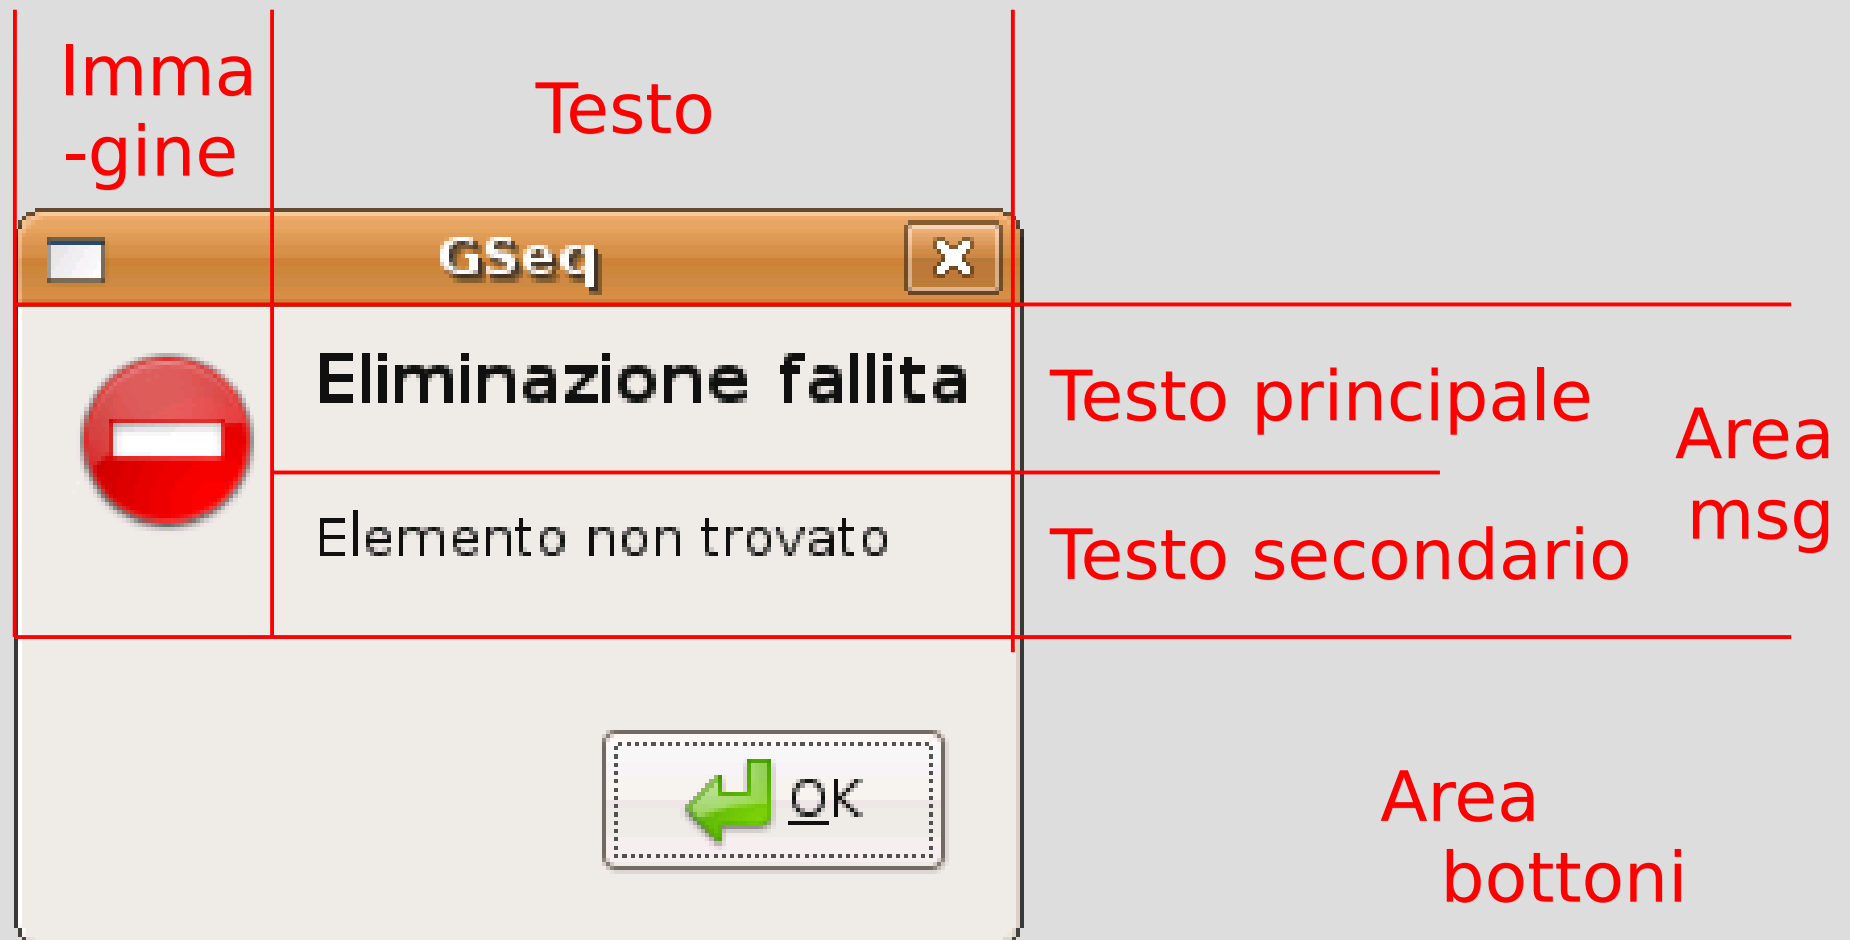 Imma
-gine
Testo
GSeq
Eliminazione fallita
Testo principale
Area
msg
Elemento non trovato
Testo secondario
OK
Area
bottoni